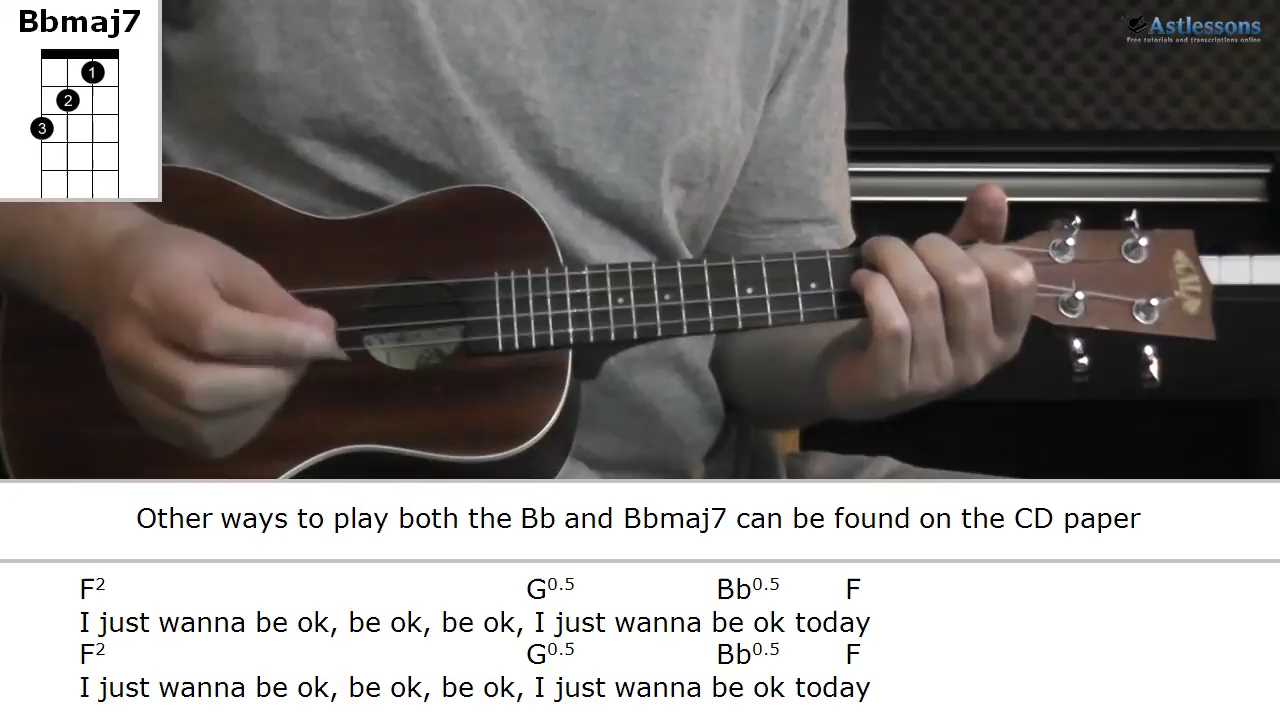 Bbmaj7
1
2
3
Astlessons
Free tutorials and transcriptions online
KALA
Other ways to play both the Bb and Bbmaj7 can be found on the CD paper
F² G⁰·⁵ Bb⁰·⁵ F
I just wanna be ok, be ok, be ok, I just wanna be ok today
F² G⁰·⁵ Bb⁰·⁵ F
I just wanna be ok, be ok, be ok, I just wanna be ok today